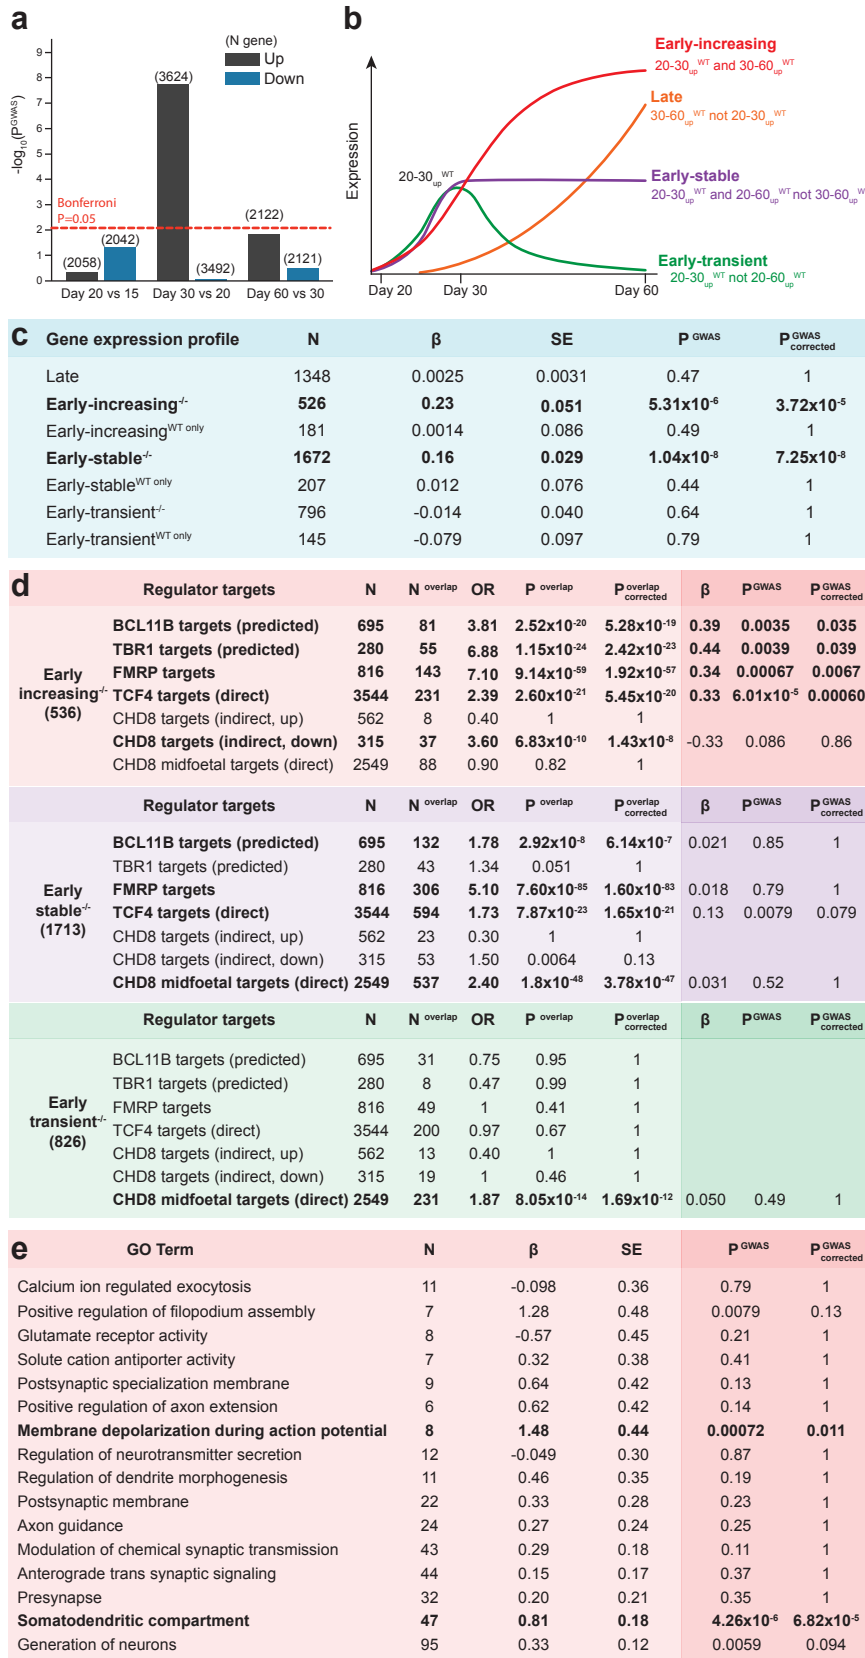 a
(N gene)
Up
Down
-log10(P^GWAS)
9
8
7
6
5
4
3
2
1
0
(3624)
Bonferroni
P=0.05
(2058)
(2042)
(3492)
(2122)
(2121)
Day 20 vs 15
Day 30 vs 20
Day 60 vs 30
b
Expression
Early-increasing
20-30up^WT and 30-60up^WT
Late
30-60up^WT not 20-30up^WT
20-30up^WT
Early-stable
20-30up^WT and 20-60up^WT not 30-60up^W
Early-transient
20-30up^WT not 20-60up^WT
Day 20
Day 30
Day 60
c Gene expression profile N β SE P^GWAS P^GWAS corrected
Late 1348 0.0025 0.0031 0.47 1
Early-increasing^-/- 526 0.23 0.051 5.31x10^-6 3.72x10^-5
Early-increasing^WT only 181 0.0014 0.086 0.49 1
Early-stable^-/- 1672 0.16 0.029 1.04x10^-8 7.25x10^-8
Early-stable^WT only 207 0.012 0.076 0.44 1
Early-transient^-/- 796 -0.014 0.040 0.64 1
Early-transient^WT only 145 -0.079 0.097 0.79 1
d Regulator targets N N^overlap OR P^overlap P^overlap corrected β P^GWAS P^GWAS corrected
Early increasing^-/- (536)
BCL11B targets (predicted) 695 81 3.81 2.52x10^-20 5.28x10^-19 0.39 0.0035 0.035
TBR1 targets (predicted) 280 55 6.88 1.15x10^-24 2.42x10^-23 0.44 0.0039 0.039
FMRP targets 816 143 7.10 9.14x10^-59 1.92x10^-57 0.34 0.00067 0.0067
TCF4 targets (direct) 3544 231 2.39 2.60x10^-21 5.45x10^-20 0.33 6.01x10^-5 0.00060
CHD8 targets (indirect, up) 562 8 0.40 1 1
CHD8 targets (indirect, down) 315 37 3.60 6.83x10^-10 1.43x10^-8 -0.33 0.086 0.86
CHD8 midfoetal targets (direct) 2549 88 0.90 0.82 1
Regulator targets N N^overlap OR P^overlap P^overlap corrected β P^GWAS P^GWAS corrected
Early stable^-/- (1713)
BCL11B targets (predicted) 695 132 1.78 2.92x10^-8 6.14x10^-7 0.021 0.85 1
TBR1 targets (predicted) 280 43 1.34 0.051 1
FMRP targets 816 306 5.10 7.60x10^-85 1.60x10^-83 0.018 0.79 1
TCF4 targets (direct) 3544 594 1.73 7.87x10^-23 1.65x10^-21 0.13 0.0079 0.079
CHD8 targets (indirect, up) 562 23 0.30 1 1
CHD8 targets (indirect, down) 315 53 1.50 0.0064 0.13
CHD8 midfoetal targets (direct) 2549 537 2.40 1.8x10^-48 3.78x10^-47 0.031 0.52 1
Regulator targets N N^overlap OR P^overlap P^overlap corrected β P^GWAS P^GWAS corrected
Early transient^-/- (826)
BCL11B targets (predicted) 695 31 0.75 0.95 1
TBR1 targets (predicted) 280 8 0.47 0.99 1
FMRP targets 816 49 1 0.41 1
TCF4 targets (direct) 3544 200 0.97 0.67 1
CHD8 targets (indirect, up) 562 13 0.40 1 1
CHD8 targets (indirect, down) 315 19 1 0.46 1
CHD8 midfoetal targets (direct) 2549 231 1.87 8.05x10^-14 1.69x10^-12 0.050 0.49 1
e GO Term N β SE P^GWAS P^GWAS corrected
Calcium ion regulated exocytosis 11 -0.098 0.36 0.79 1
Positive regulation of filopodium assembly 7 1.28 0.48 0.0079 0.13
Glutamate receptor activity 8 -0.57 0.45 0.21 1
Solute cation antiporter activity 7 0.32 0.38 0.41 1
Postsynaptic specialization membrane 9 0.64 0.42 0.13 1
Positive regulation of axon extension 6 0.62 0.42 0.14 1
Membrane depolarization during action potential 8 1.48 0.44 0.00072 0.011
Regulation of neurotransmitter secretion 12 -0.049 0.30 0.87 1
Regulation of dendrite morphogenesis 11 0.46 0.35 0.19 1
Postsynaptic membrane 22 0.33 0.28 0.23 1
Axon guidance 24 0.27 0.24 0.25 1
Modulation of chemical synaptic transmission 43 0.29 0.18 0.11 1
Anterograde trans synaptic signaling 44 0.15 0.17 0.37 1
Presynapse 32 0.20 0.21 0.35 1
Somatodendritic compartment 47 0.81 0.18 4.26x10^-6 6.82x10^-5
Generation of neurons 95 0.33 0.12 0.0059 0.094